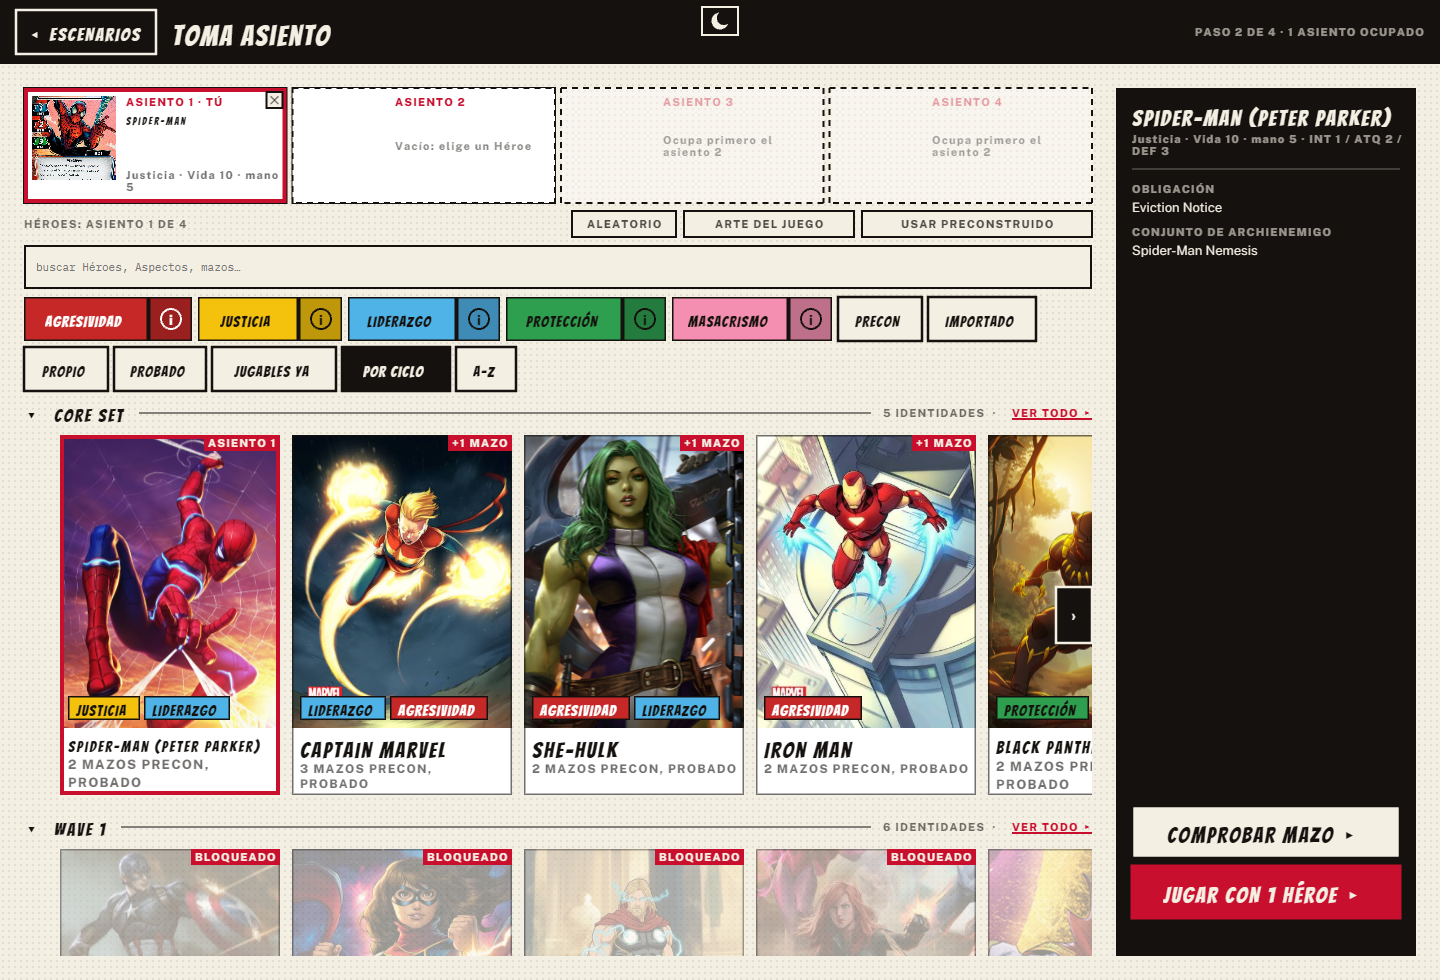 ◂ ESCENARIOS
TOMA ASIENTO
PASO 2 DE 4 · 1 ASIENTO OCUPADO
ASIENTO 1 · TÚ
SPIDER-MAN
Justicia · Vida 10 · mano
5
ASIENTO 2
Vacío: elige un Héroe
ASIENTO 3
Ocupa primero el
asiento 2
ASIENTO 4
Ocupa primero el
asiento 2
HÉROES: ASIENTO 1 DE 4
ALEATORIO
ARTE DEL JUEGO
USAR PRECONSTRUIDO
buscar Héroes, Aspectos, mazos…
AGRESIVIDAD
JUSTICIA
LIDERAZGO
PROTECCIÓN
MASACRISMO
PRECON
IMPORTADO
PROPIO
PROBADO
JUGABLES YA
POR CICLO
A-Z
▾ CORE SET
5 IDENTIDADES ·
VER TODO ▸
ASIENTO 1
JUSTICIA
LIDERAZGO
SPIDER-MAN (PETER PARKER)
2 MAZOS PRECON,
PROBADO
+1 MAZO
MARVEL
LIDERAZGO
AGRESIVIDAD
CAPTAIN MARVEL
3 MAZOS PRECON,
PROBADO
+1 MAZO
AGRESIVIDAD
LIDERAZGO
SHE-HULK
2 MAZOS PRECON, PROBADO
+1 MAZO
MARVEL
AGRESIVIDAD
IRON MAN
2 MAZOS PRECON, PROBADO
PROTECCIÓN
BLACK PANTH
2 MAZOS PRE
PROBADO
›
▾ WAVE 1
6 IDENTIDADES ·
VER TODO ▸
BLOQUEADO
BLOQUEADO
BLOQUEADO
BLOQUEADO
SPIDER-MAN (PETER PARKER)
Justicia · Vida 10 · mano 5 · INT 1 / ATQ 2 /
DEF 3
OBLIGACIÓN
Eviction Notice
CONJUNTO DE ARCHIENEMIGO
Spider-Man Nemesis
COMPROBAR MAZO ▸
JUGAR CON 1 HÉROE ▸